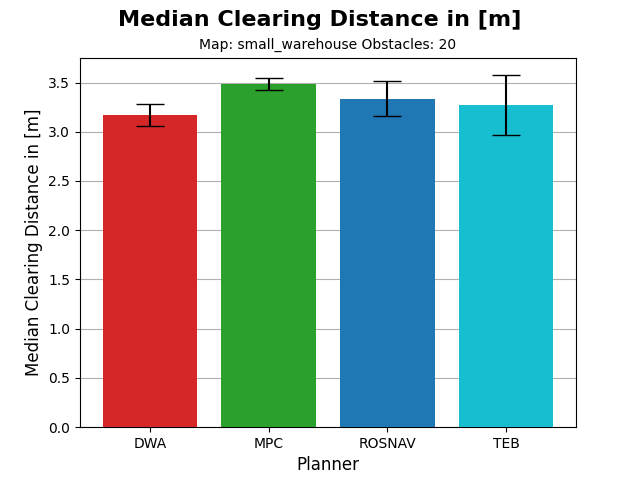 Median Clearing Distance in [m]
Map: small_warehouse Obstacles: 20
Median Clearing Distance in [m]
3.5
3.0
2.5
2.0
1.5
1.0
0.5
0.0
DWA
MPC
ROSNAV
TEB
Planner